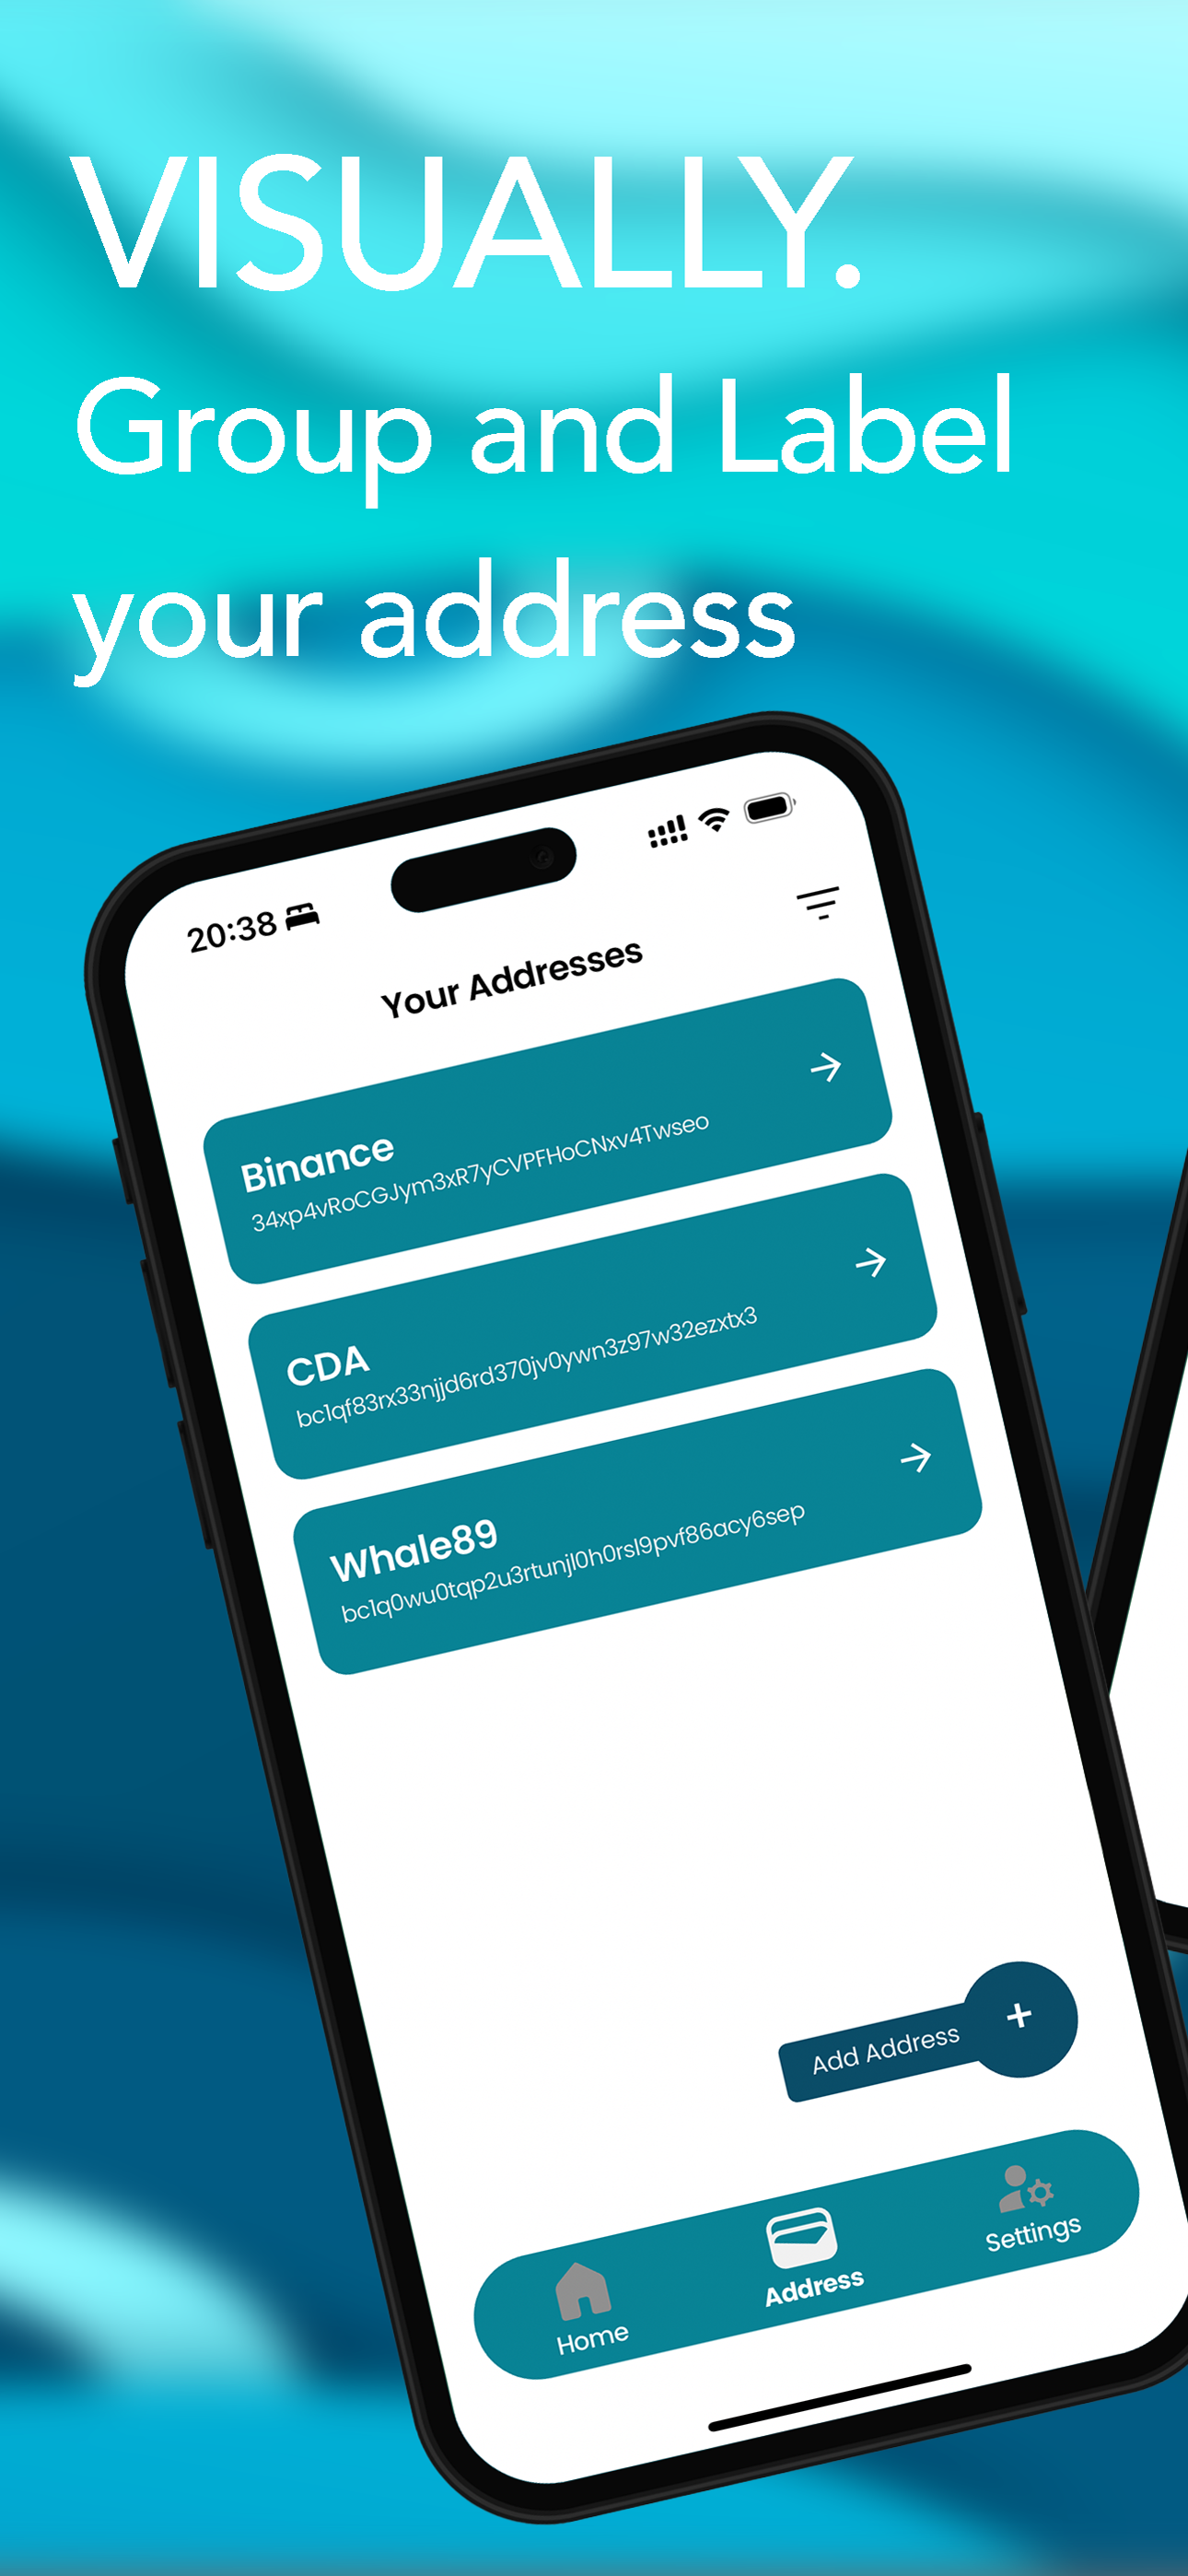 VISUALLY.
Group and Label
your address
20:38
Your Addresses
Binance
34xp4vRoCGJym3xR7yCVPFHoCNxv4Twseo
CDA
bc1qf83rx33njjd6rd370jv0ywn3z97w32ezxtx3
Whale89
bc1q0wu0tqp2u3rtunjl0h0rsl9pvf86acy6sep
Add Address
+
Home
Address
Settings